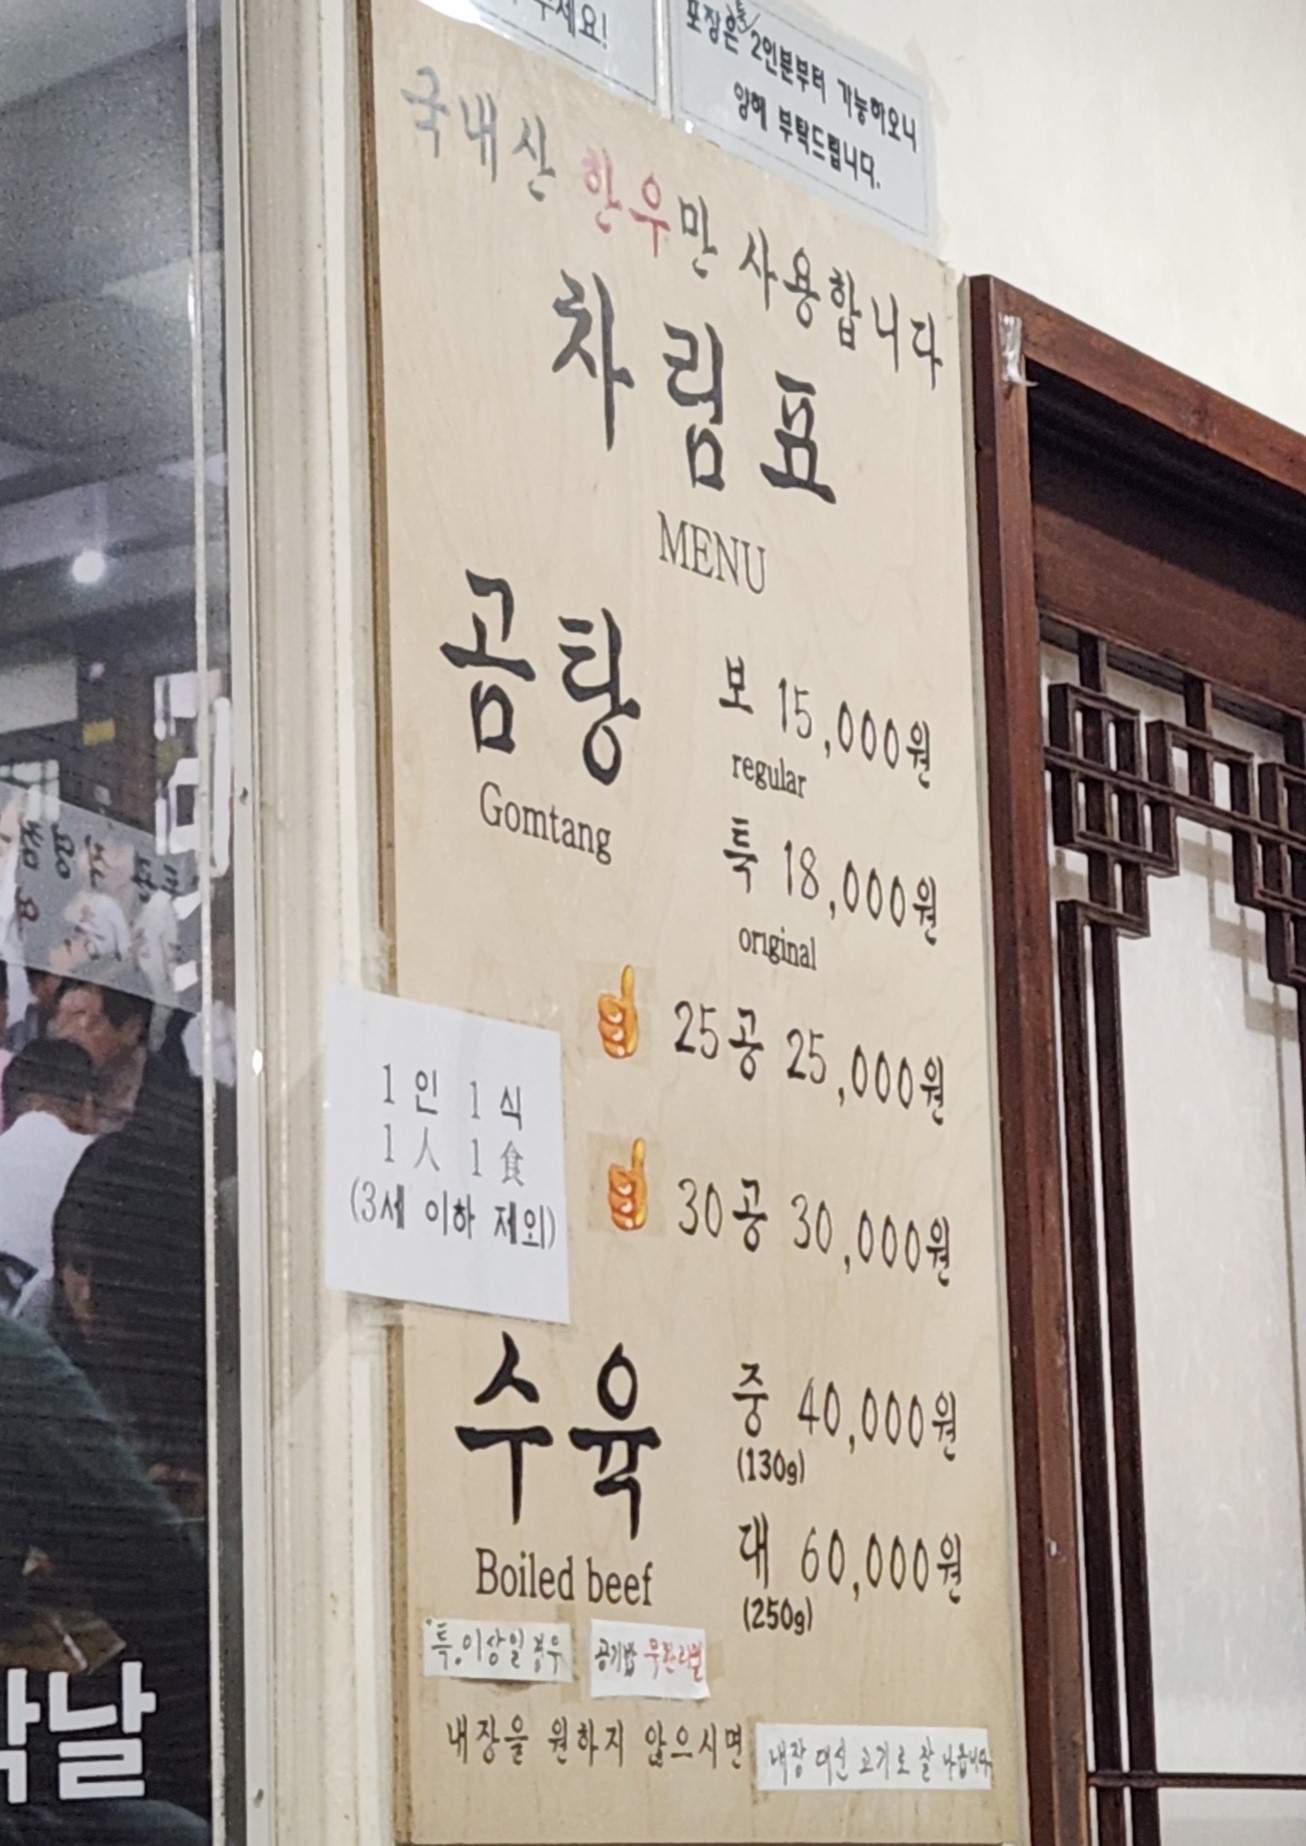 주세요!
포장은 특/ 2인분부터 가능하오니
양해 부탁드립니다.
국내산 한우만 사용합니다
차림표
MENU
곰탕
Gomtang
보 15,000원
regular
특 18,000원
original
25공 25,000원
30공 30,000원
1인 1식
1人 1食
(3세 이하 제외)
수육
Boiled beef
중 40,000원
(130g)
대 60,000원
(250g)
특.이상일 경우 공기밥 무한리필
내장을 원하지 않으시면 내장 대신 고기로 잘 나옵니다
날